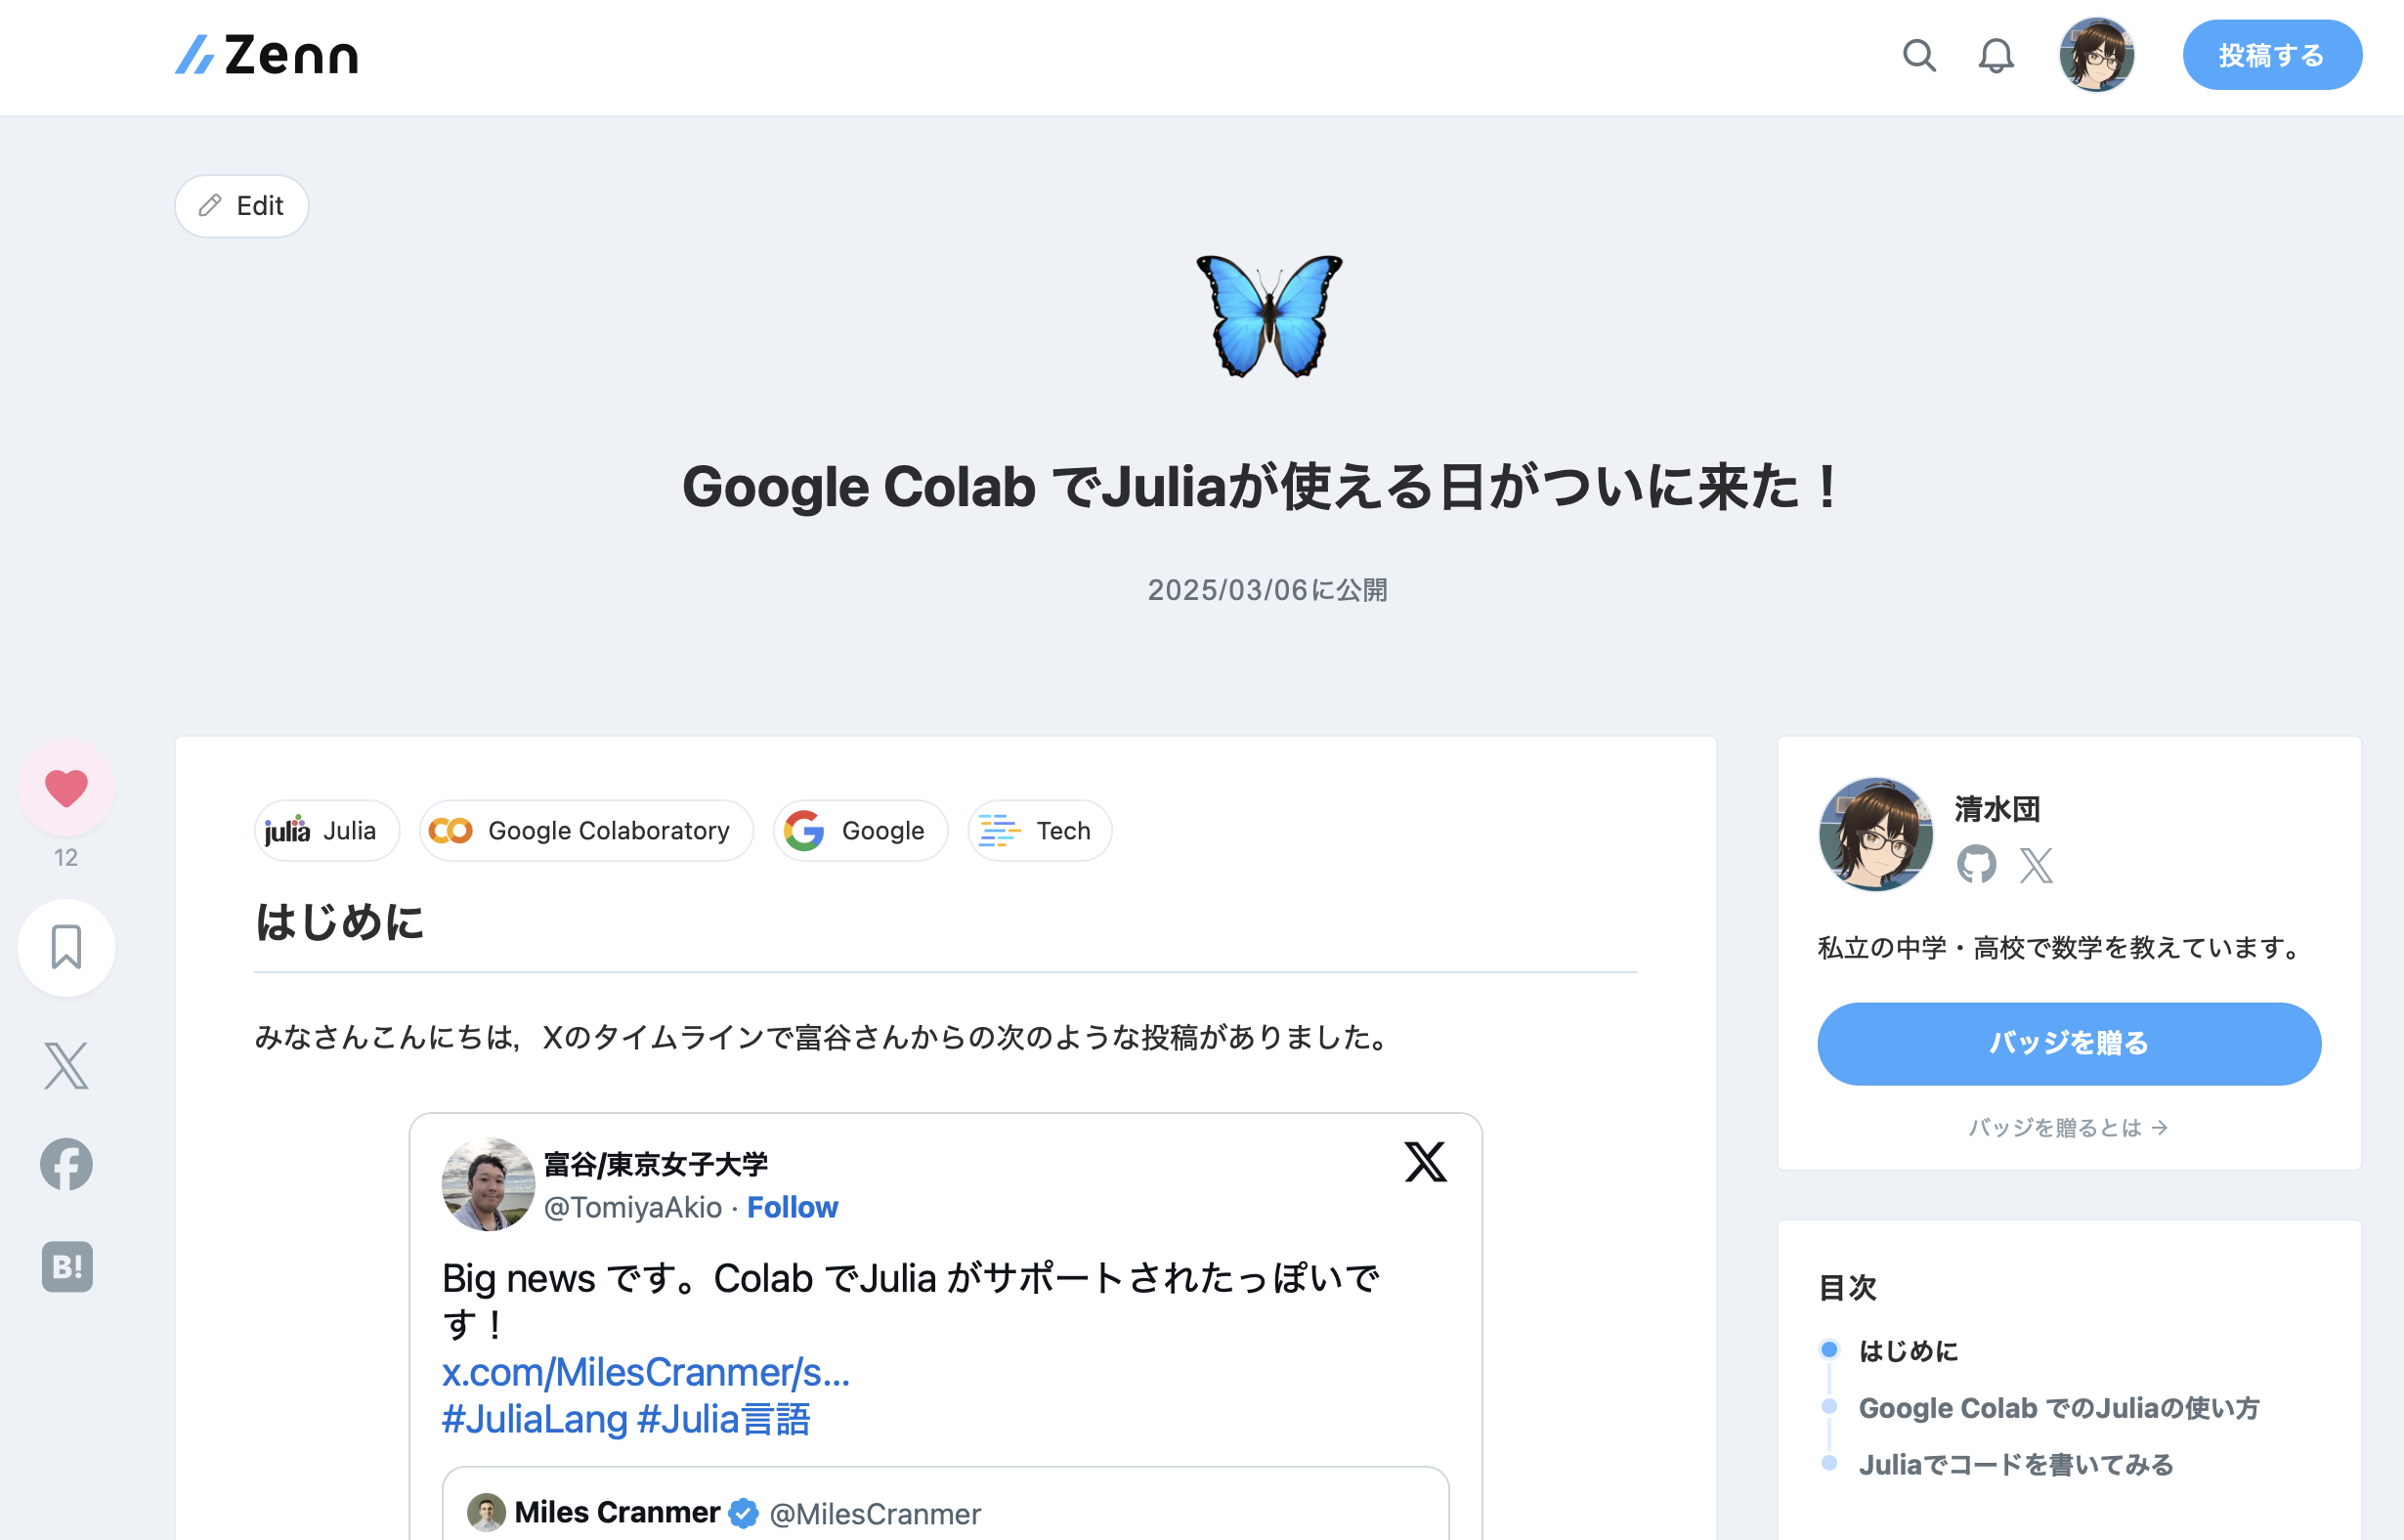 Zenn
投稿する
Edit
Google Colab でJuliaが使える日がついに来た！
2025/03/06に公開
12
julia Julia
Google Colaboratory
Google
Tech
はじめに
みなさんこんにちは，Xのタイムラインで富谷さんからの次のような投稿がありました。
富谷/東京女子大学
@TomiyaAkio · Follow
Big news です。Colab でJulia がサポートされたっぽいで
す！
x.com/MilesCranmer/s…
#JuliaLang #Julia言語
Miles Cranmer @MilesCranmer
B!
清水団
私立の中学・高校で数学を教えています。
バッジを贈る
バッジを贈るとは →
目次
はじめに
Google Colab でのJuliaの使い方
Juliaでコードを書いてみる